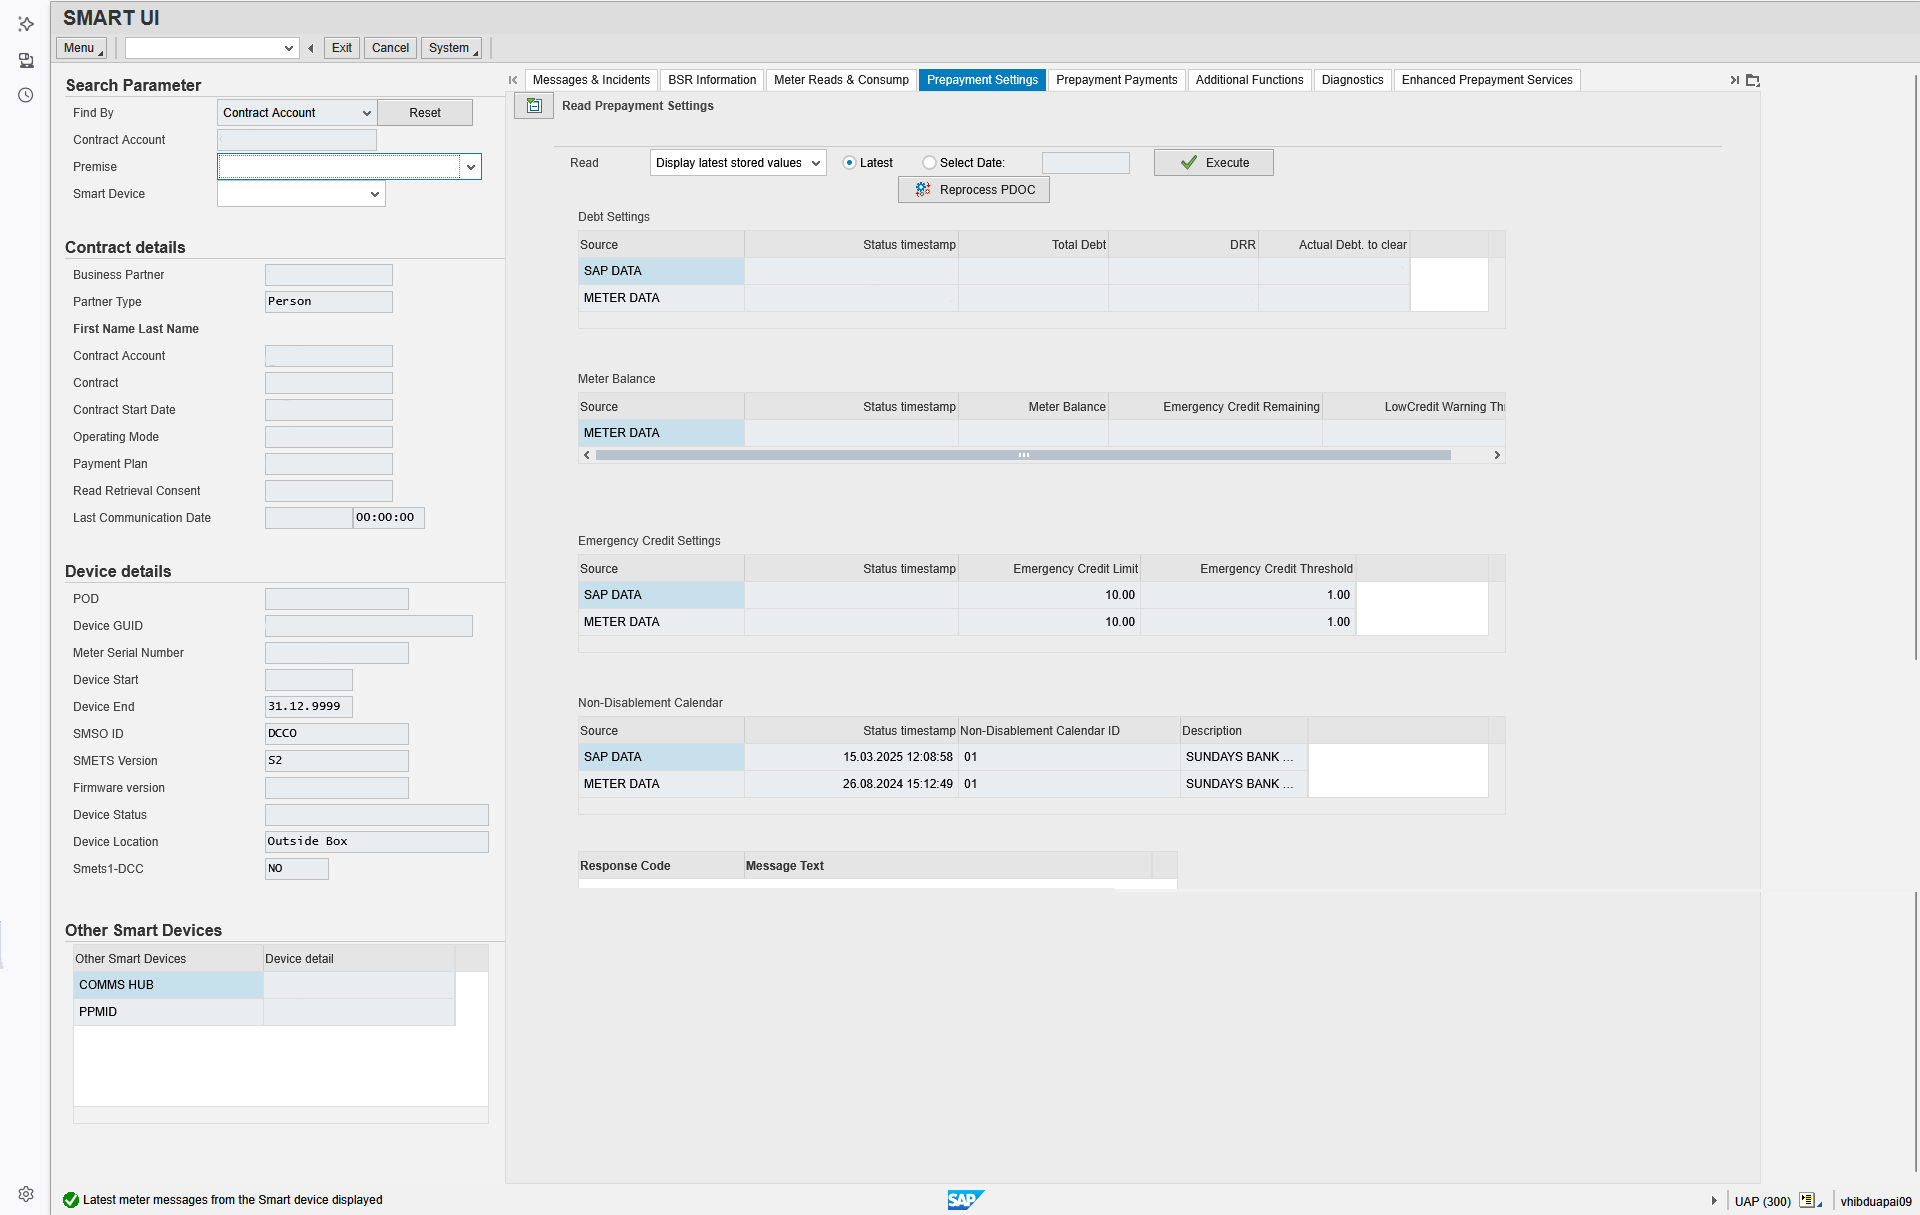 SMART UI
Menu
Exit
Cancel
System
Search Parameter
Find By
Contract Account
Reset
Contract Account
Premise
Smart Device
Contract details
Business Partner
Partner Type
Person
First Name Last Name
Contract Account
Contract
Contract Start Date
Operating Mode
Payment Plan
Read Retrieval Consent
Last Communication Date
00:00:00
Device details
POD
Device GUID
Meter Serial Number
Device Start
Device End
31.12.9999
SMSO ID
DCCO
SMETS Version
S2
Firmware version
Device Status
Device Location
Outside Box
Smets1-DCC
NO
Other Smart Devices
Other Smart Devices Device detail
COMMS HUB
PPMID
Messages & Incidents
BSR Information
Meter Reads & Consump
Prepayment Settings
Prepayment Payments
Additional Functions
Diagnostics
Enhanced Prepayment Services
Read Prepayment Settings
Read
Display latest stored values
Latest
Select Date:
Execute
Reprocess PDOC
Debt Settings
Source Status timestamp Total Debt DRR Actual Debt. to clear
SAP DATA
METER DATA
Meter Balance
Source Status timestamp Meter Balance Emergency Credit Remaining LowCredit Warning Thr
METER DATA
Emergency Credit Settings
Source Status timestamp Emergency Credit Limit Emergency Credit Threshold
SAP DATA 10.00 1.00
METER DATA 10.00 1.00
Non-Disablement Calendar
Source Status timestamp Non-Disablement Calendar ID Description
SAP DATA 15.03.2025 12:08:58 01 SUNDAYS BANK ...
METER DATA 26.08.2024 15:12:49 01 SUNDAYS BANK ...
Response Code Message Text
Latest meter messages from the Smart device displayed
SAP
UAP (300)
vhibduapai09